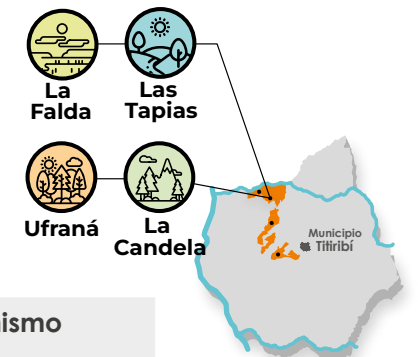 La
Falda
Las
Tapias
Ufraná
La
Candela
Municipio
Titiribí
ismo